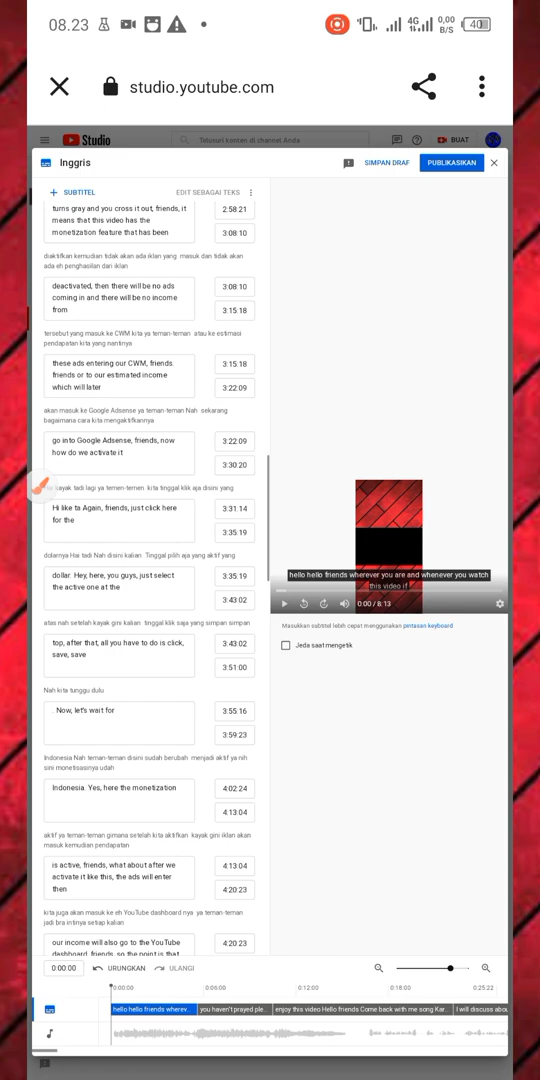 08.23
4G
0,00
B/S
40
studio.youtube.com
Studio
Telusuri konten di channel Anda
BUAT
Inggris
SIMPAN DRAF
PUBLIKASIKAN
SUBTITEL
EDIT SEBAGAI TEKS
turns gray and you cross it out, friends, it
means that this video has the
monetization feature that has been
2:58:21
3:08:10
diaktifkan kemudian tidak akan ada iklan yang masuk dan tidak akan
ada eh penghasilan dari iklan
deactivated, then there will be no ads
coming in and there will be no income
from
3:08:10
3:15:18
tersebut yang masuk ke CWM kita ya teman-teman atau ke estimasi
pendapatan kita yang nantinya
these ads entering our CWM, friends.
friends or to our estimated income
which will later
3:15:18
3:22:09
akan masuk ke Google Adsense ya teman-teman Nah sekarang
bagaimana cara kita mengaktifkannya
go into Google Adsense, friends, now
how do we activate it
3:22:09
3:30:20
kayak tadi lagi ya temen-temen kita tinggal klik aja disini yang
Hi like ta Again, friends, just click here
for the
3:31:14
3:35:19
dolarnya Hai tadi Nah disini kalian Tinggal pilih aja yang aktif yang
dollar. Hey, here, you guys, just select
the active one at the
3:35:19
3:43:02
atas nah setelah kayak gini kalian tinggal klik saja yang simpan simpan
top, after that, all you have to do is click,
save, save
3:43:02
3:51:00
Nah kita tunggu dulu
. Now, let's wait for
3:55:16
3:59:23
Indonesia Nah teman-teman disini sudah berubah menjadi aktif ya nih
sini monetisasinya udah
Indonesia. Yes, here the monetization
4:02:24
4:13:04
aktif ya teman-teman gimana setelah kita aktifkan kayak gini iklan akan
masuk kemudian pendapatan
is active, friends, what about after we
activate it like this, the ads will enter
then
4:13:04
4:20:23
kita juga akan masuk ke eh YouTube dashboard nya ya teman-teman
jadi bra intinya setiap kalian
our income will also go to the YouTube
dashboard, friends, so the point is that
4:20:23
hello hello friends wherever you are and whenever you watch
this video if
0:00 / 8:13
Masukkan subtitel lebih cepat menggunakan pintasan keyboard.
Jeda saat mengetik
0:00:00
URUNGKAN
ULANGI
0:00:00
0:06:00
0:12:00
0:18:00
0:25:22
hello hello friends wherev...
you haven't prayed ple...
enjoy this video Hello friends Come back with me song Kar...
I will discuss abou